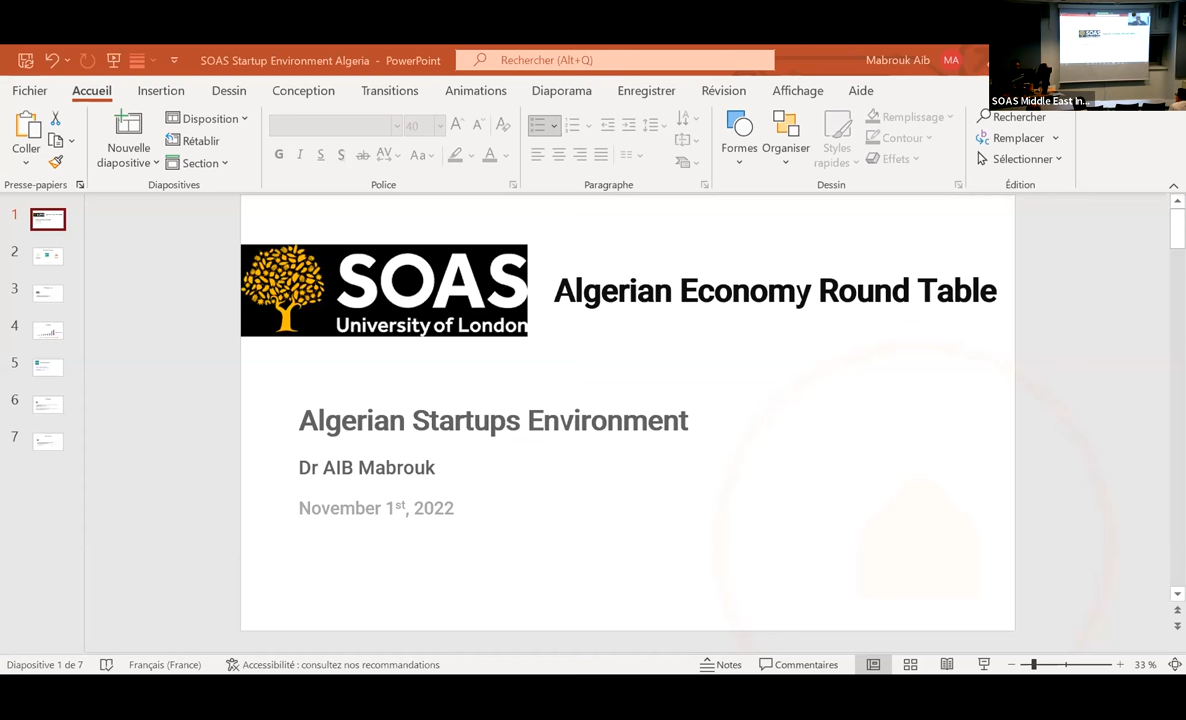 SOAS Startup Environment Algeria - PowerPoint
Rechercher (Alt+Q)
Mabrouk Aib
MA
SOAS Middle East In...
Fichier
Accueil
Insertion
Dessin
Conception
Transitions
Animations
Diaporama
Enregistrer
Révision
Affichage
Aide
Coller
Presse-papiers
Nouvelle
diapositive
Disposition
Rétablir
Section
Diapositives
40
A A
G I S S ab AV Aa A
Police
Paragraphe
Formes
Organiser
Styles
rapides
Remplissage
Contour
Effets
Dessin
Rechercher
Remplacer
Sélectionner
Édition
1
2
3
4
5
6
7
SOAS
University of London
Algerian Economy Round Table
Algerian Startups Environment
Dr AIB Mabrouk
November 1st, 2022
Diapositive 1 de 7
Français (France)
Accessibilité : consultez nos recommandations
Notes
Commentaires
33 %